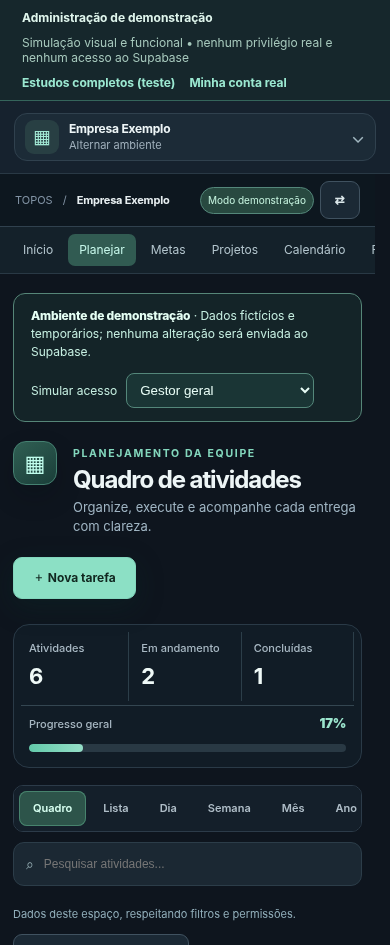 Administração de demonstração
Simulação visual e funcional • nenhum privilégio real e
nenhum acesso ao Supabase
Estudos completos (teste) Minha conta real
Empresa Exemplo
Alternar ambiente
TOPOS / Empresa Exemplo Modo demonstração
Início Planejar Metas Projetos Calendário
Ambiente de demonstração · Dados fictícios e
temporários; nenhuma alteração será enviada ao
Supabase.
Simular acesso Gestor geral
PLANEJAMENTO DA EQUIPE
Quadro de atividades
Organize, execute e acompanhe cada entrega
com clareza.
+ Nova tarefa
Atividades Em andamento Concluídas
6 2 1
Progresso geral 17%
Quadro Lista Dia Semana Mês Ano
Pesquisar atividades...
Dados deste espaço, respeitando filtros e permissões.